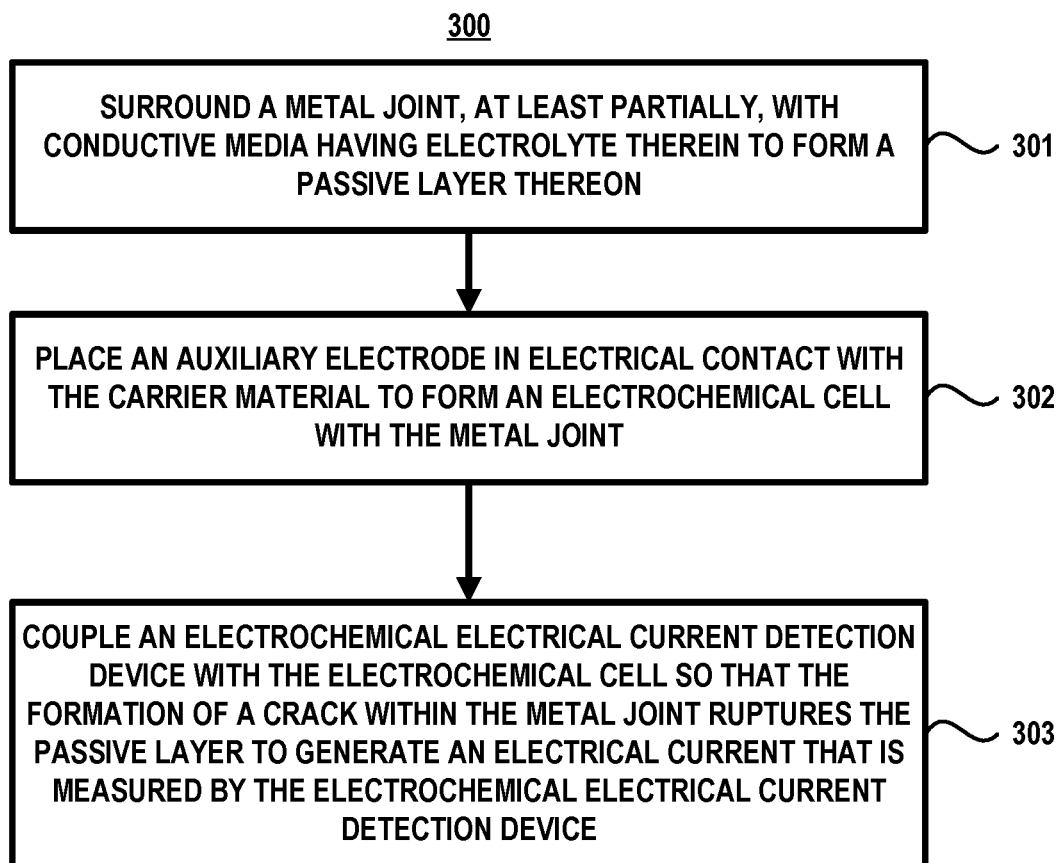 300
SURROUND A METAL JOINT, AT LEAST PARTIALLY, WITH
CONDUCTIVE MEDIA HAVING ELECTROLYTE THEREIN TO FORM A
PASSIVE LAYER THEREON
301
PLACE AN AUXILIARY ELECTRODE IN ELECTRICAL CONTACT WITH
THE CARRIER MATERIAL TO FORM AN ELECTROCHEMICAL CELL
WITH THE METAL JOINT
302
COUPLE AN ELECTROCHEMICAL ELECTRICAL CURRENT DETECTION
DEVICE WITH THE ELECTROCHEMICAL CELL SO THAT THE
FORMATION OF A CRACK WITHIN THE METAL JOINT RUPTURES THE
PASSIVE LAYER TO GENERATE AN ELECTRICAL CURRENT THAT IS
MEASURED BY THE ELECTROCHEMICAL ELECTRICAL CURRENT
DETECTION DEVICE
303